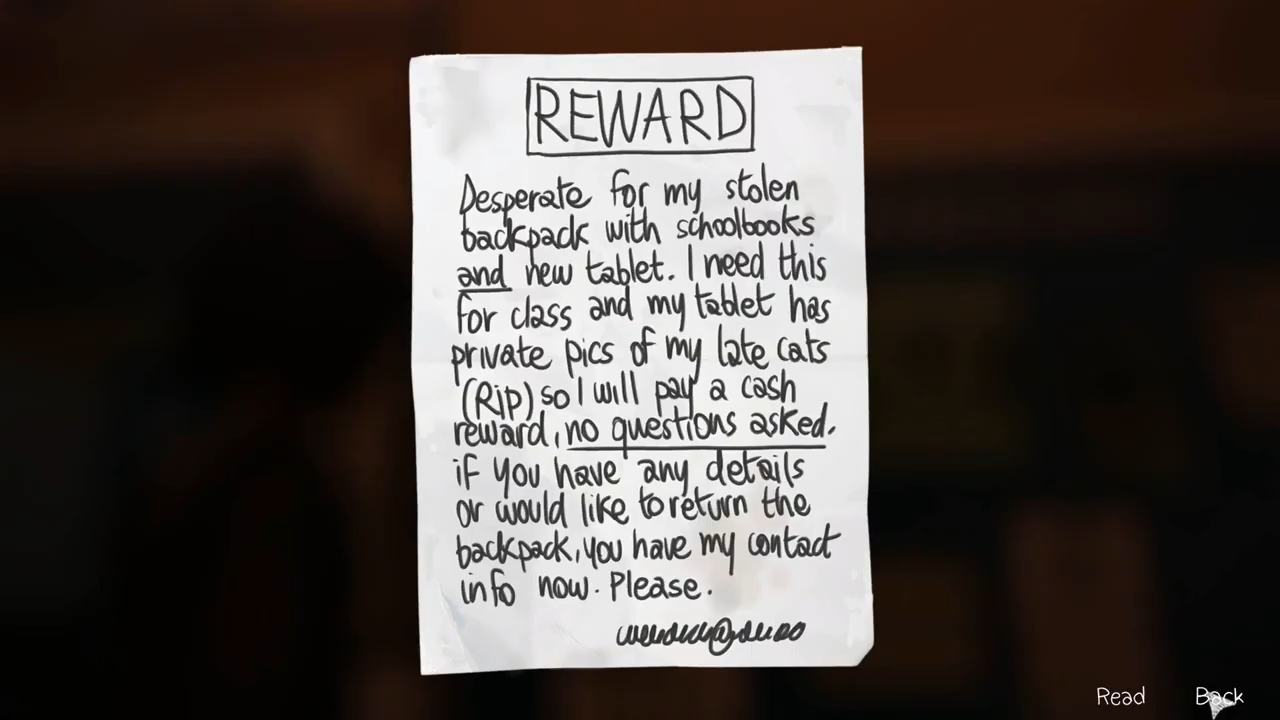 REWARD
Desperate for my stolen
backpack with schoolbooks
and new tablet. I need this
for class and my tablet has
private pics of my late cats
(RiP) so I will pay a cash
reward, no questions asked.
if you have any details
or would like to return the
backpack, you have my contact
info now. Please.
Read
Back